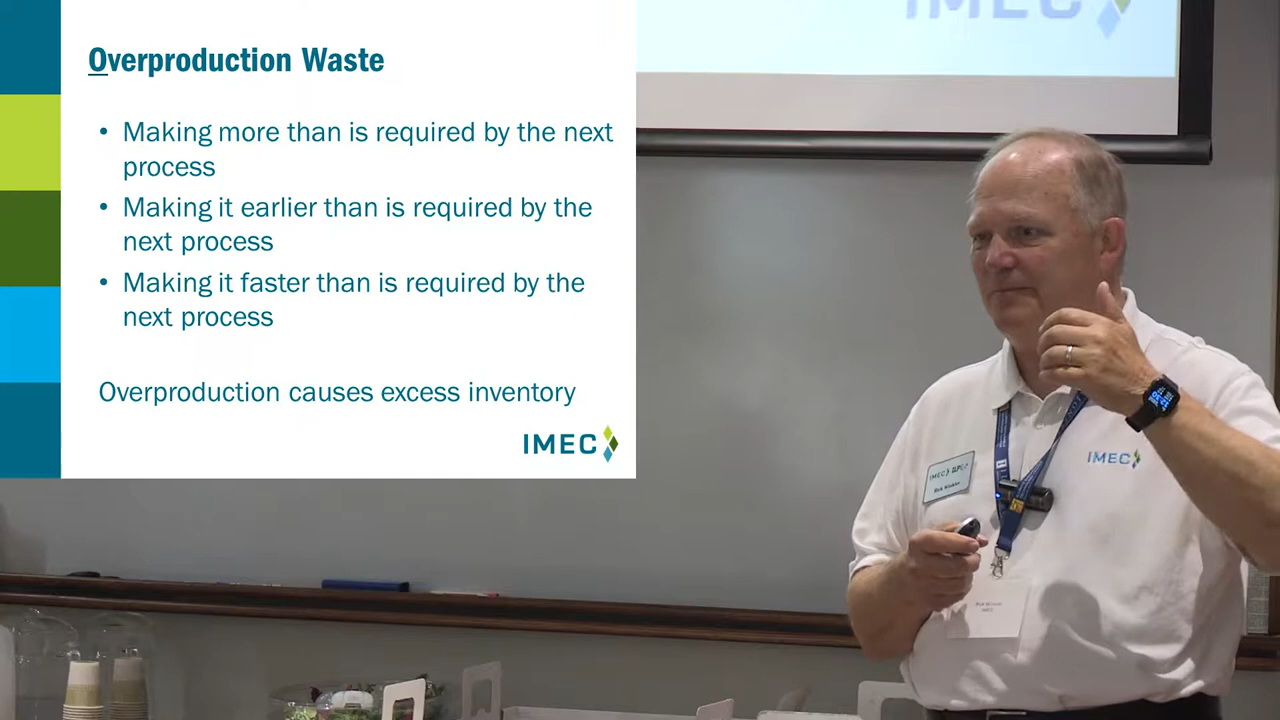 Overproduction Waste
• Making more than is required by the next
process
• Making it earlier than is required by the
next process
• Making it faster than is required by the
next process
Overproduction causes excess inventory
IMEC
IMEC
IMEC
IMEC
IMEC